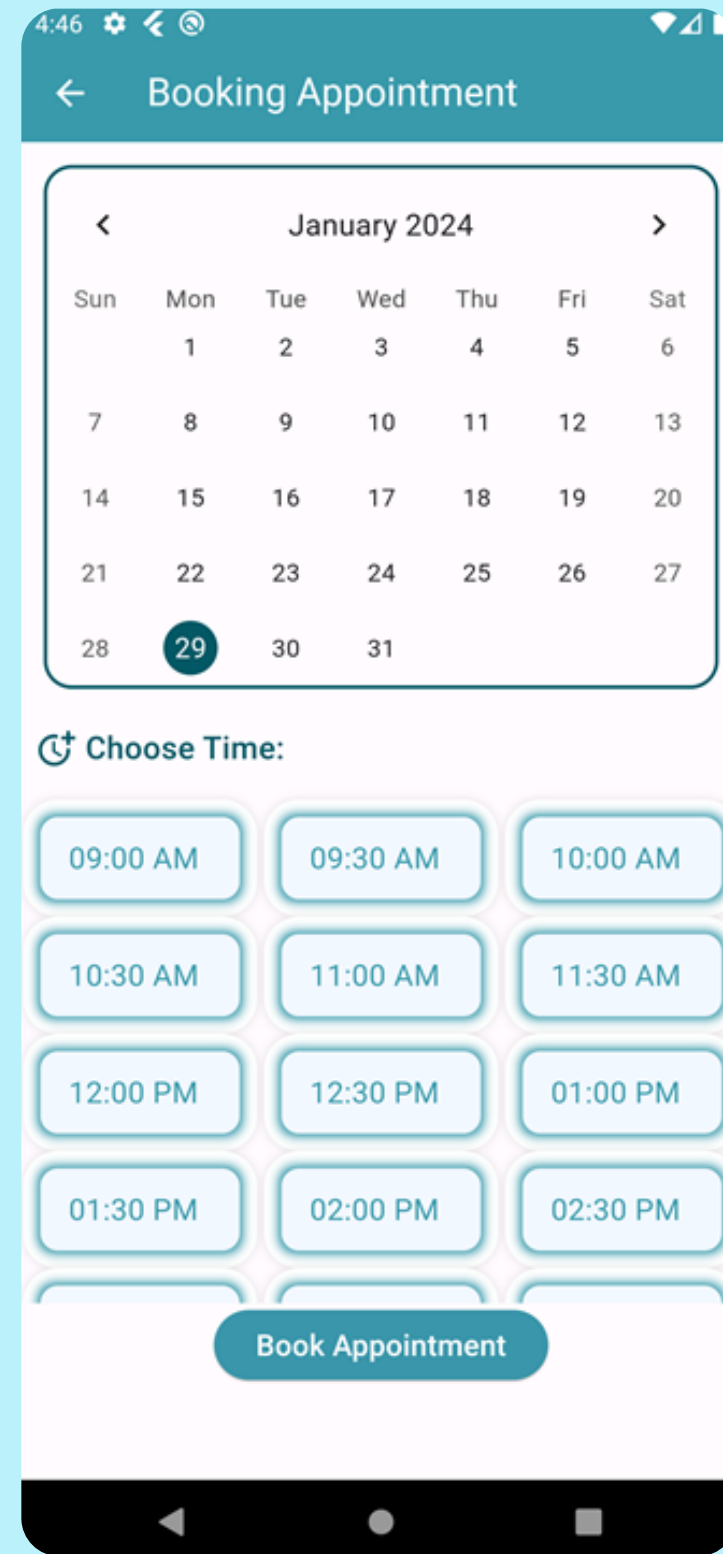 4:46
Booking Appointment
January 2024
Sun Mon Tue Wed Thu Fri Sat
1 2 3 4 5 6
7 8 9 10 11 12 13
14 15 16 17 18 19 20
21 22 23 24 25 26 27
28 29 30 31
Choose Time:
09:00 AM 09:30 AM 10:00 AM
10:30 AM 11:00 AM 11:30 AM
12:00 PM 12:30 PM 01:00 PM
01:30 PM 02:00 PM 02:30 PM
Book Appointment